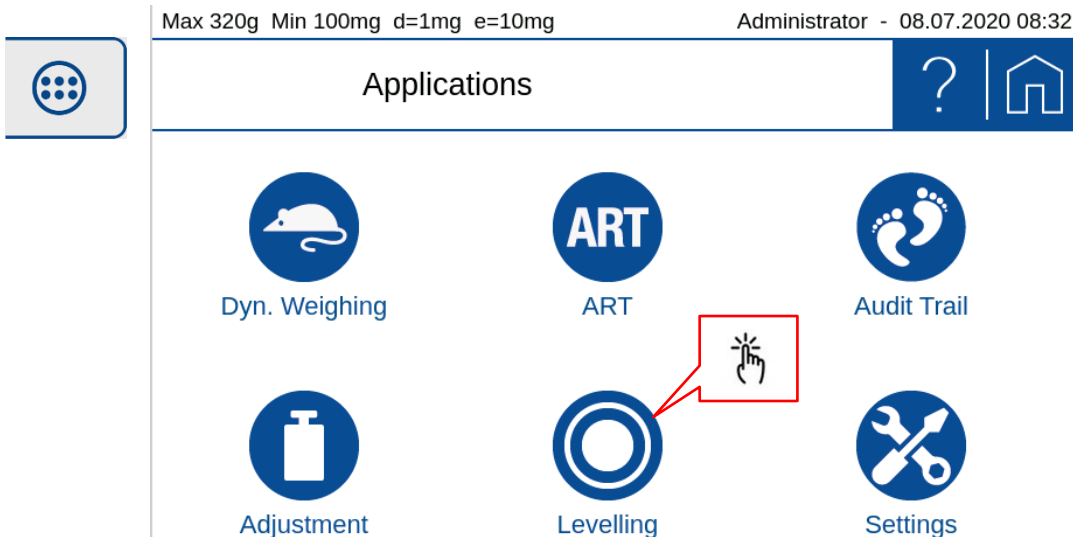 Max 320g Min 100mg d=1mg e=10mg
Administrator - 08.07.2020 08:32
Applications
?
ART
Dyn. Weighing
ART
Audit Trail
Adjustment
Levelling
Settings